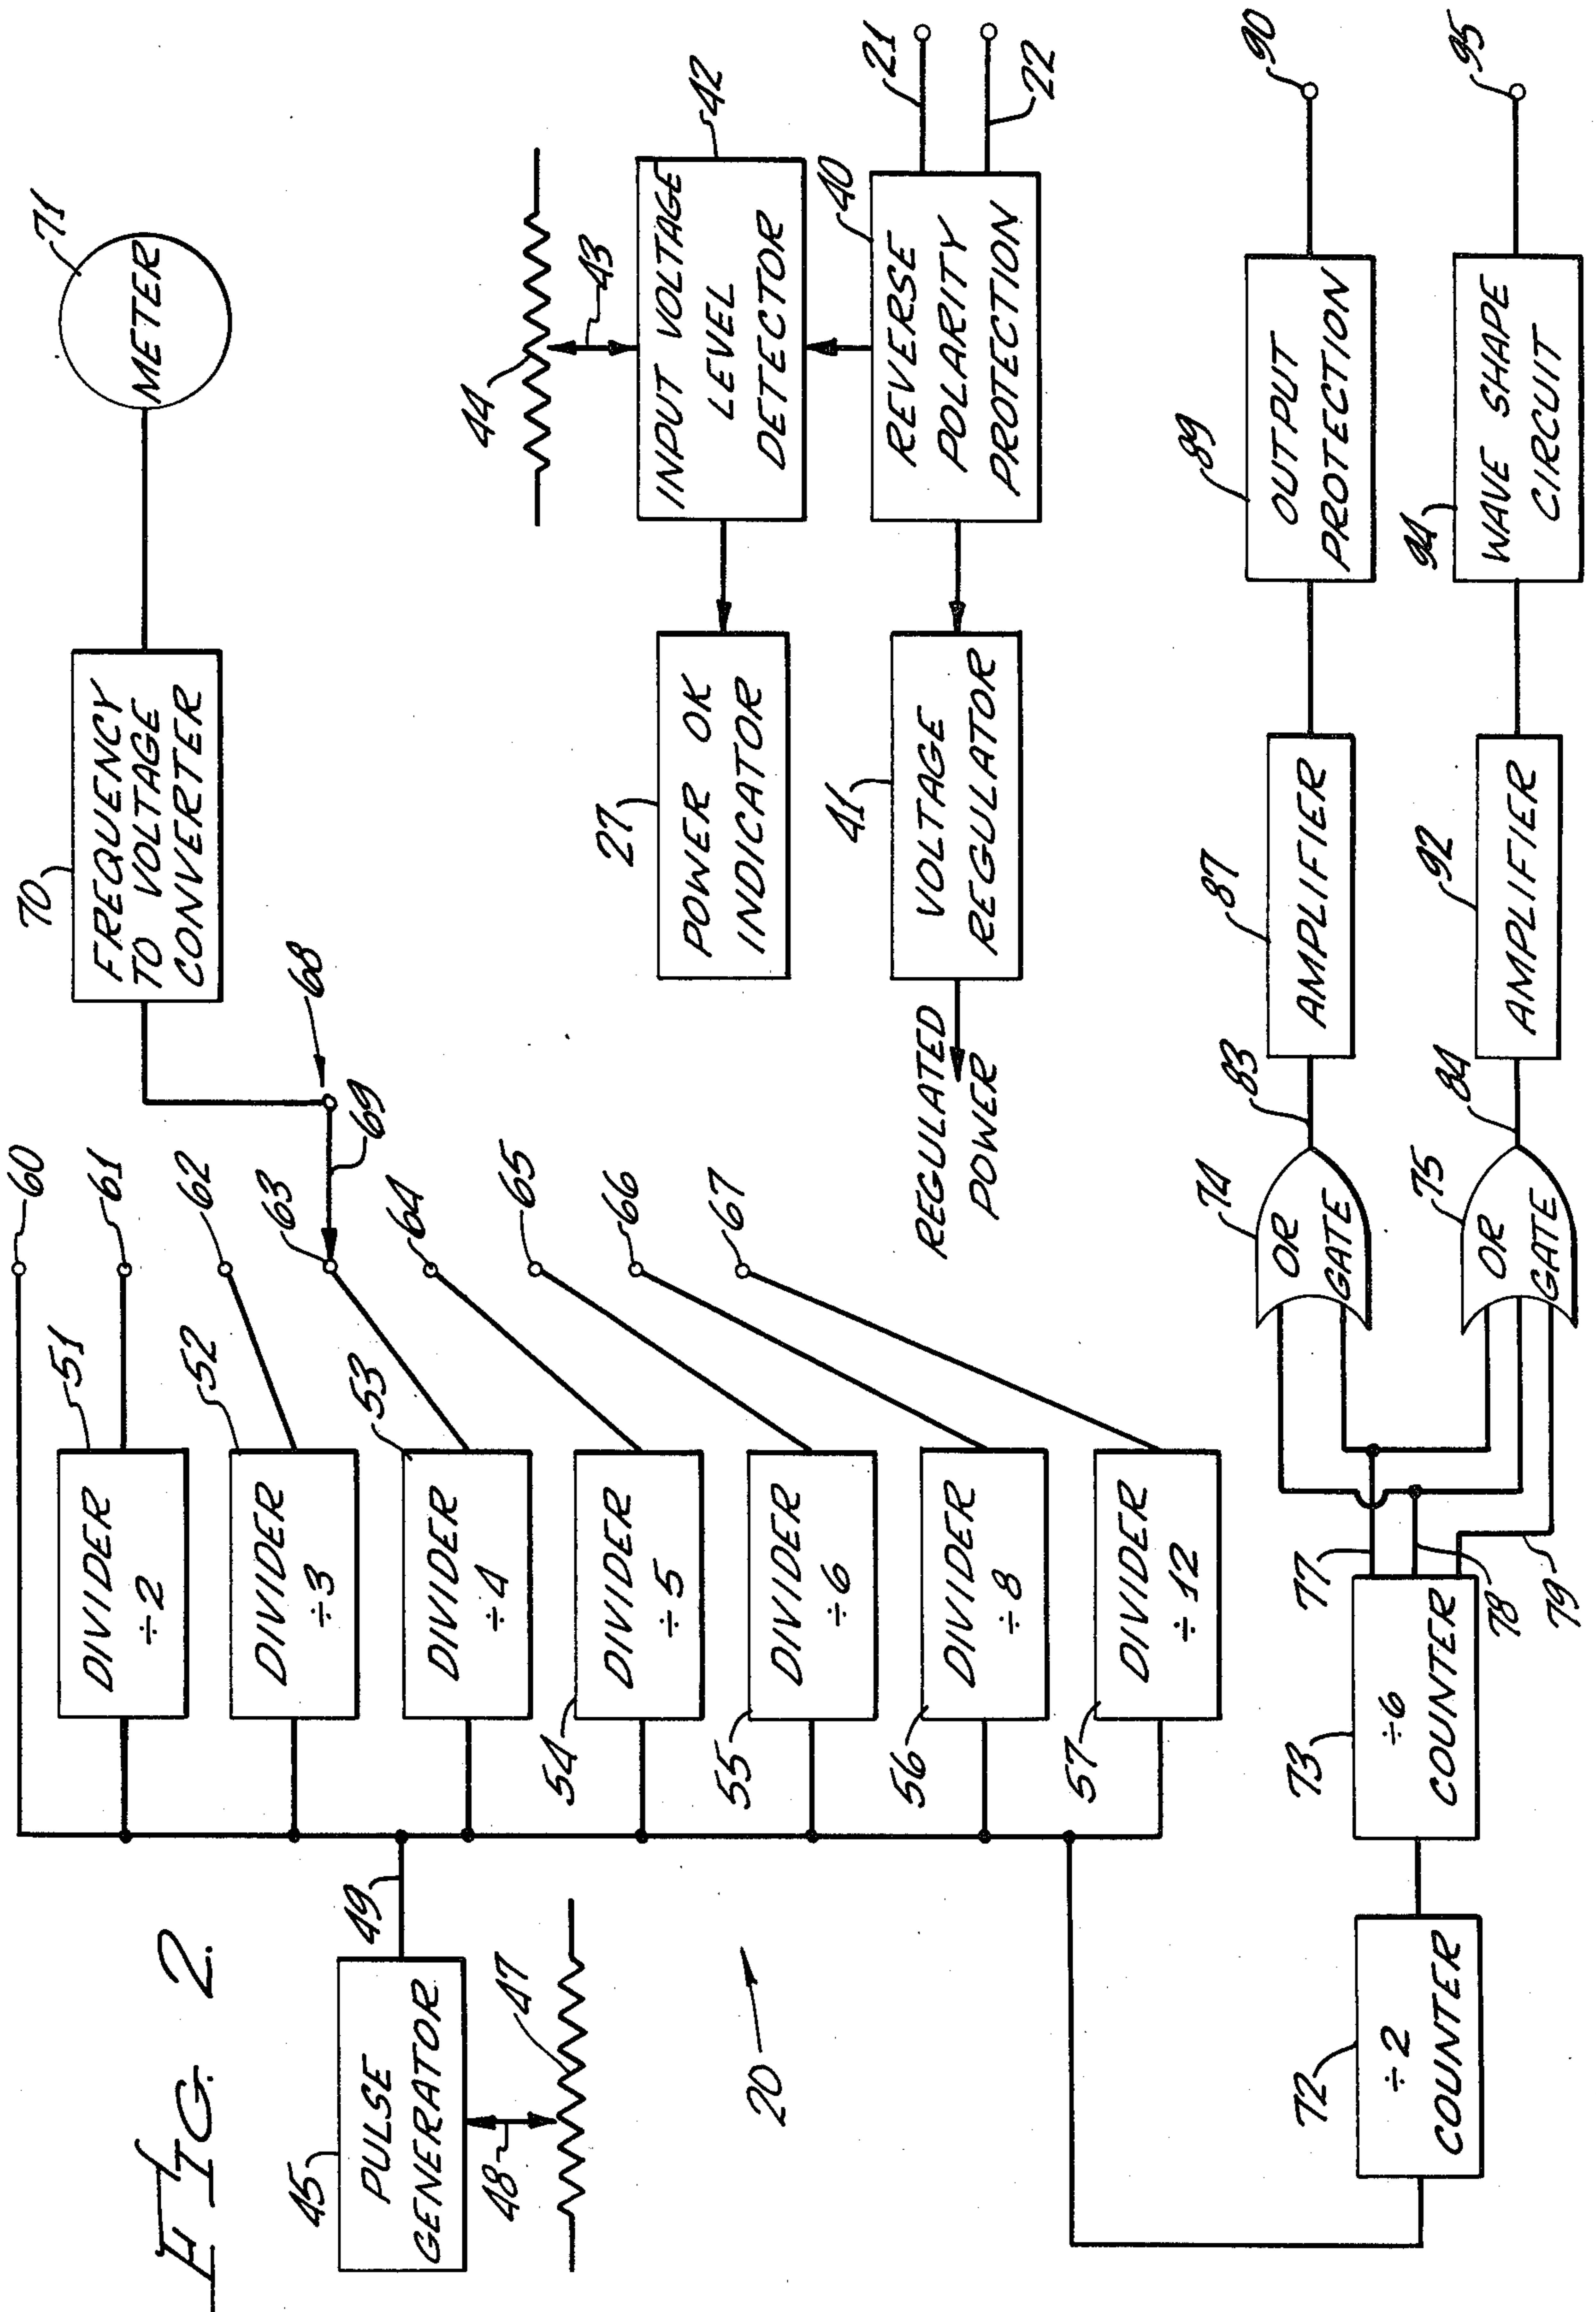 FIG. 2.
45
PULSE
GENERATOR
48
47
49
20
60
51
DIVIDER
÷2
61
52
DIVIDER
÷3
62
53
DIVIDER
÷4
63
54
DIVIDER
÷5
64
55
DIVIDER
÷6
65
56
DIVIDER
÷8
66
57
DIVIDER
÷12
67
68
69
70
FREQUENCY
TO VOLTAGE
CONVERTER
71
METER
44
43
42
INPUT VOLTAGE
LEVEL
DETECTOR
27
POWER OK
INDICATOR
40
REVERSE
POLARITY
PROTECTION
21
22
41
VOLTAGE
REGULATOR
REGULATED
POWER
72
÷2
COUNTER
73
÷6
COUNTER
77
78
79
74
OR
GATE
83
87
AMPLIFIER
89
OUTPUT
PROTECTION
90
75
OR
GATE
84
92
AMPLIFIER
94
WAVE SHAPE
CIRCUIT
95